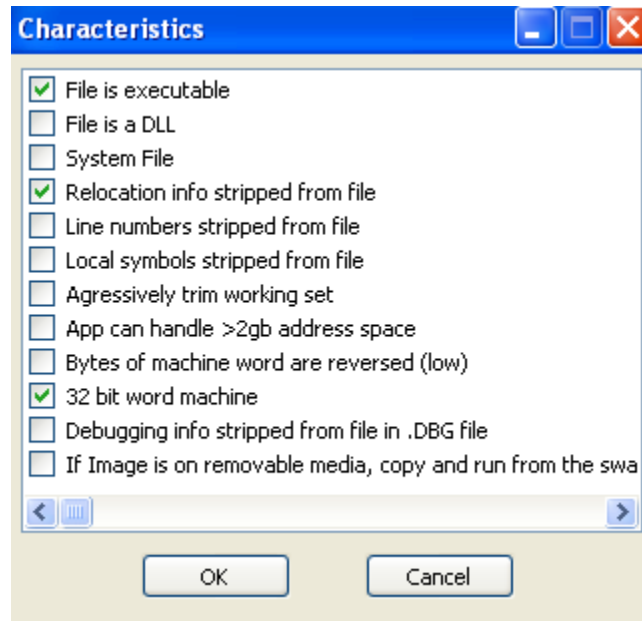 Characteristics
File is executable
File is a DLL
System File
Relocation info stripped from file
Line numbers stripped from file
Local symbols stripped from file
Agressively trim working set
App can handle >2gb address space
Bytes of machine word are reversed (low)
32 bit word machine
Debugging info stripped from file in .DBG file
If Image is on removable media, copy and run from the swa
OK
Cancel